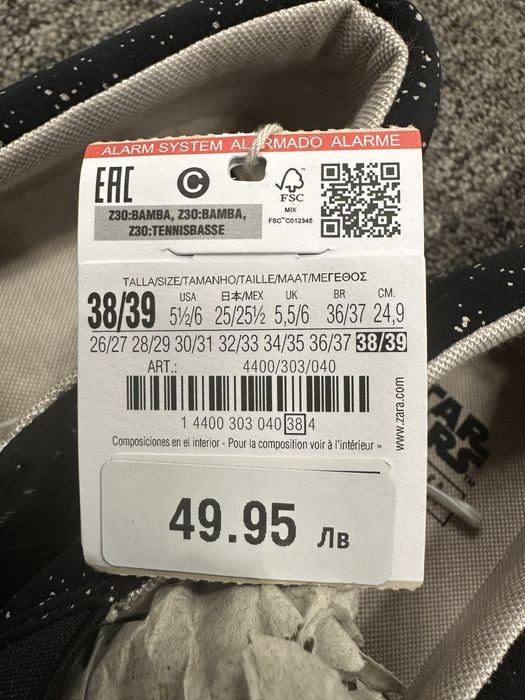 ALARM SYSTEM ALARMADO ALARME
EAC
C
FSC
MIX
FSC™C012345
Z30:BAMBA, Z30:BAMBA,
Z30:TENNISBASSE
TALLA/SIZE/TAMANHO/TAILLE/MAAT/ΜΕΓΕΘΟΣ
38/39 USA 5½/6 日本/MEX 25/25½ UK 5,5/6 BR 36/37 CM. 24,9
26/27 28/29 30/31 32/33 34/35 36/37 38/39
ART.: 4400/303/040
1 4400 303 040 38 4
Composiciones en el interior - Pour la composition voir à l'intérieur »
www.zara.com
49.95 Лв
STAR
WARS